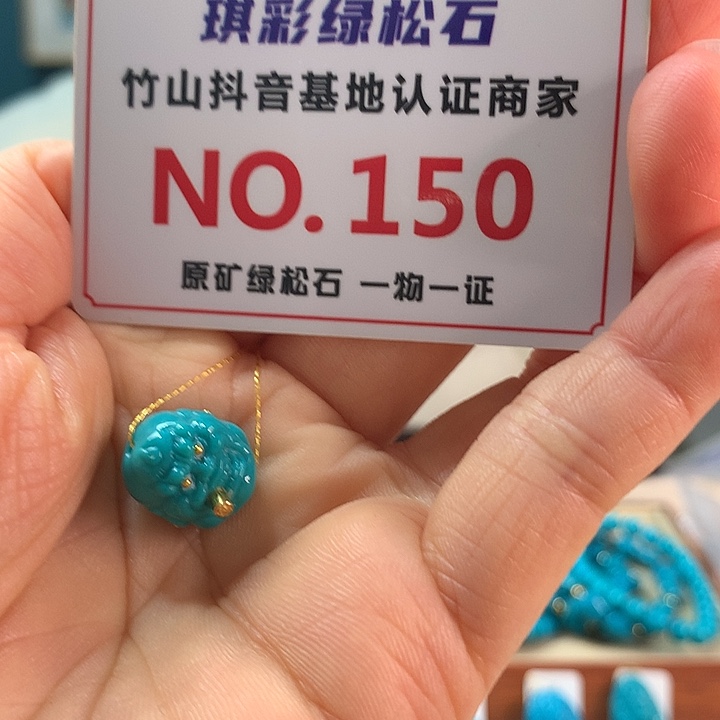 琪彩绿松石
竹山抖音基地认证商家
NO.150
原矿绿松石 一物一证